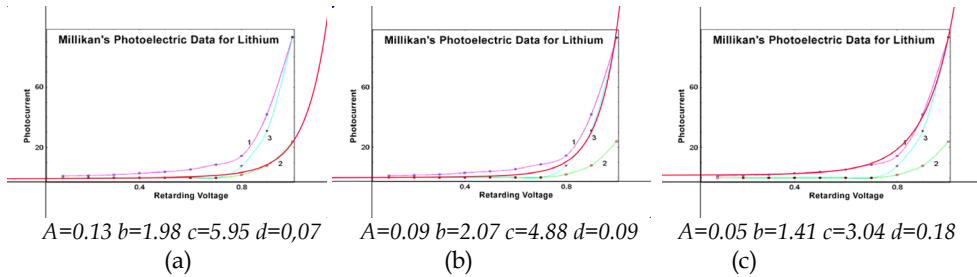 Millikan's Photoelectric Data for Lithium
Photocurrent
60
20
1
3
2
0.4
0.8
Retarding Voltage
A=0.13 b=1.98 c=5.95 d=0,07
(a)
Millikan's Photoelectric Data for Lithium
Photocurrent
60
20
1
3
2
0.4
0.8
Retarding Voltage
A=0.09 b=2.07 c=4.88 d=0.09
(b)
Millikan's Photoelectric Data for Lithium
Photocurrent
60
20
1
3
2
0.4
0.8
Retarding Voltage
A=0.05 b=1.41 c=3.04 d=0.18
(c)